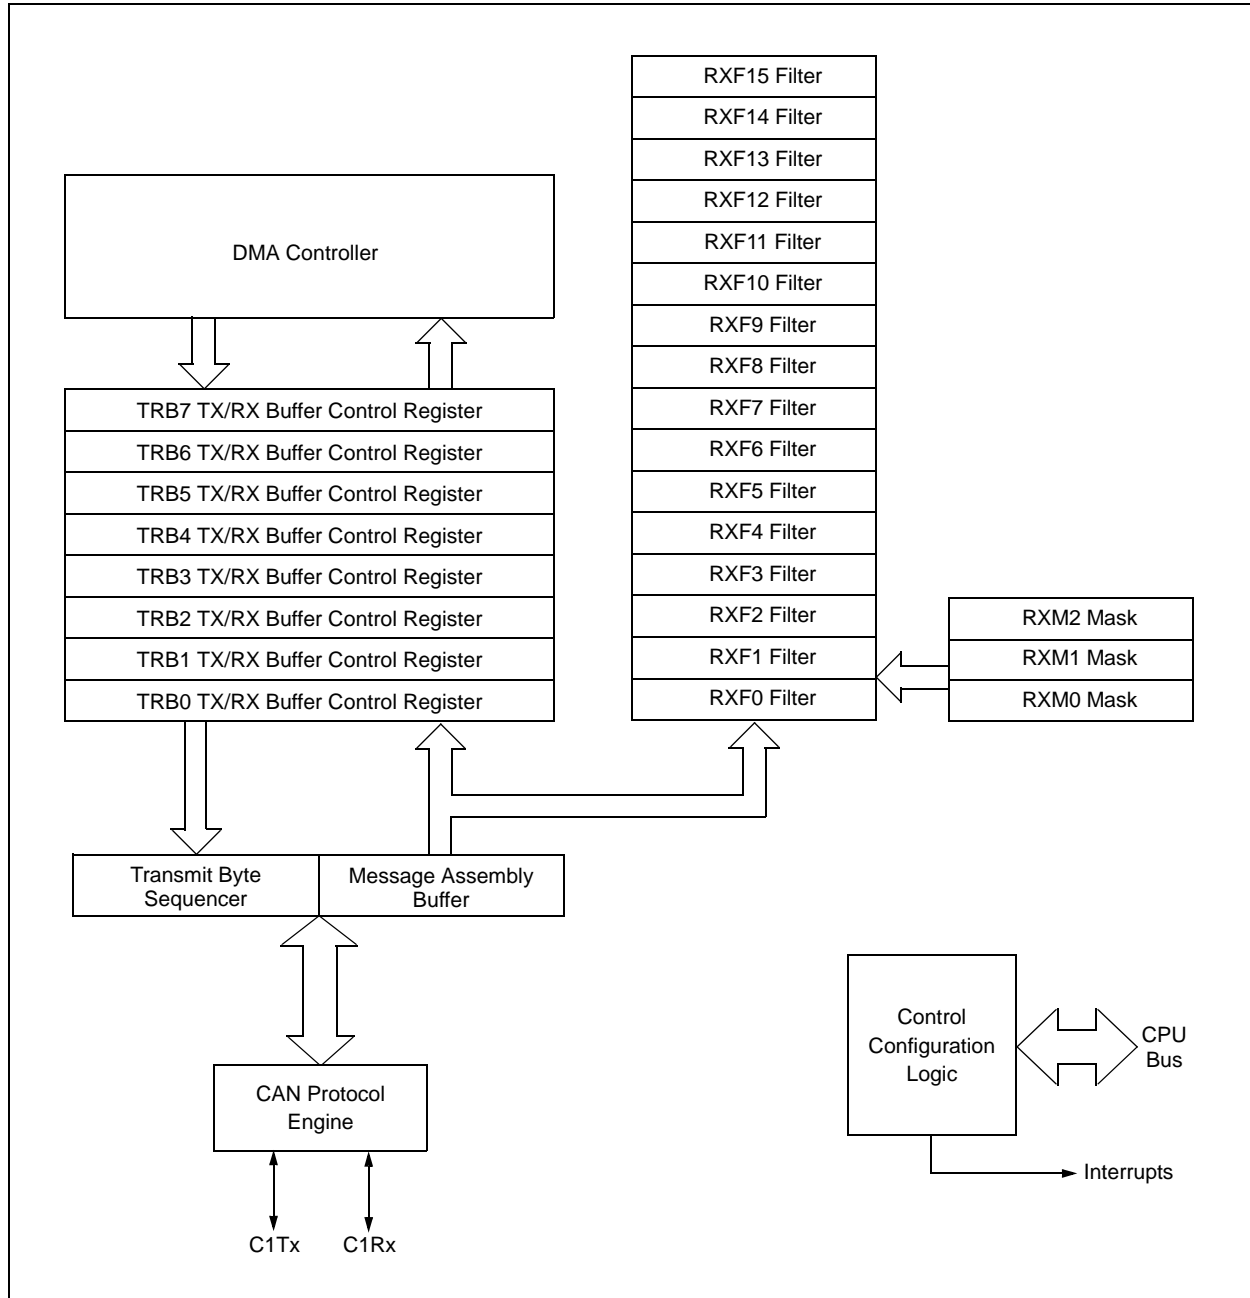 RXF15 Filter
RXF14 Filter
RXF13 Filter
RXF12 Filter
RXF11 Filter
RXF10 Filter
RXF9 Filter
RXF8 Filter
RXF7 Filter
RXF6 Filter
RXF5 Filter
RXF4 Filter
RXF3 Filter
RXF2 Filter
RXF1 Filter
RXF0 Filter
DMA Controller
TRB7 TX/RX Buffer Control Register
TRB6 TX/RX Buffer Control Register
TRB5 TX/RX Buffer Control Register
TRB4 TX/RX Buffer Control Register
TRB3 TX/RX Buffer Control Register
TRB2 TX/RX Buffer Control Register
TRB1 TX/RX Buffer Control Register
TRB0 TX/RX Buffer Control Register
RXM2 Mask
RXM1 Mask
RXM0 Mask
Transmit Byte
Sequencer
Message Assembly
Buffer
CAN Protocol
Engine
C1Tx
C1Rx
Control
Configuration
Logic
CPU
Bus
Interrupts